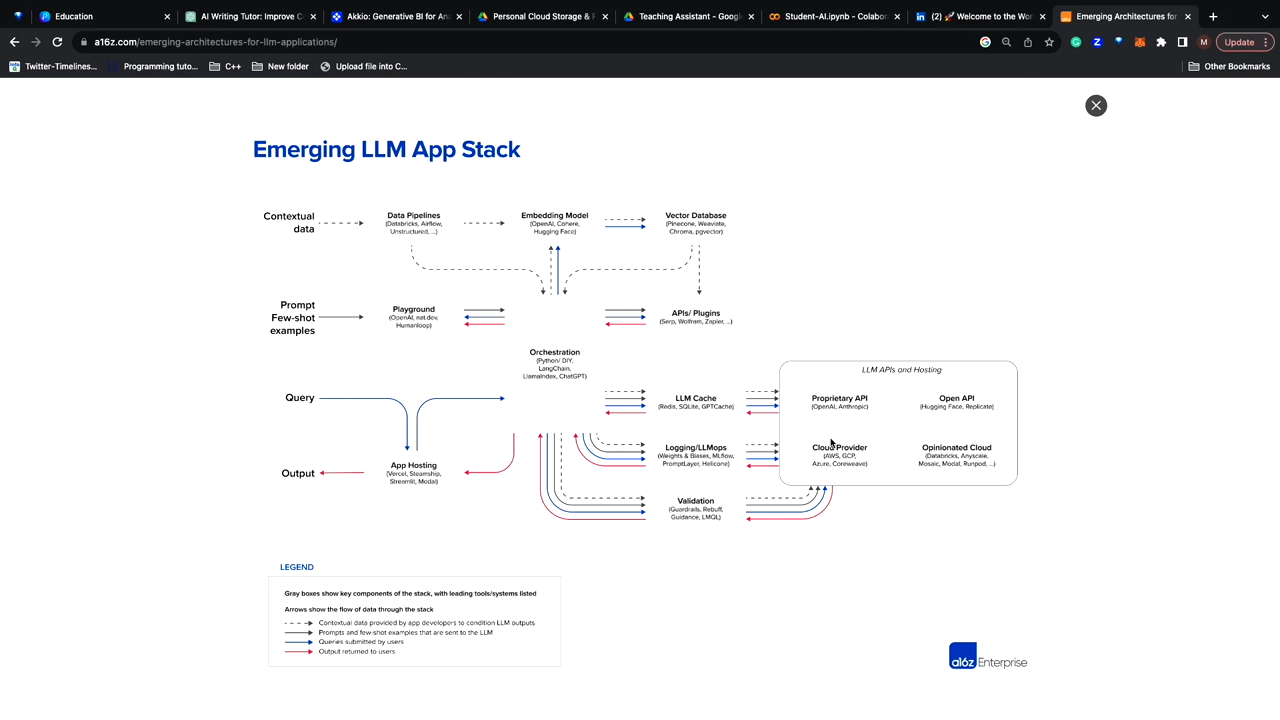 Education
AI Writing Tutor: Improve C
Akkio: Generative BI for An
Personal Cloud Storage & F
Teaching Assistant - Googl
Student-AI.ipynb - Colabor
(2) 🚀 Welcome to the Wor
Emerging Architectures for
a16z.com/emerging-architectures-for-llm-applications/
M
Update
Twitter-Timelines...
Programming tuto...
C++
New folder
Upload file into C...
Other Bookmarks
Emerging LLM App Stack
Contextual
data
Data Pipelines
(Databricks, Airflow,
Unstructured, ...)
Embedding Model
(OpenAI, Cohere,
Hugging Face)
Vector Database
(Pinecone, Weaviate,
Chroma, pgvector)
Prompt
Few-shot
examples
Playground
(OpenAI, nat.dev,
Humanloop)
APIs/ Plugins
(Serp, Wolfram, Zapier, ...)
Orchestration
(Python/ DIY,
LangChain,
LlamaIndex, ChatGPT)
LLM APIs and Hosting
Query
LLM Cache
(Redis, SQLite, GPTCache)
Proprietary API
(OpenAI, Anthropic)
Open API
(Hugging Face, Replicate)
Logging/LLMops
(Weights & Biases, MLflow,
PromptLayer, Helicone)
Cloud Provider
(AWS, GCP,
Azure, Coreweave)
Opinionated Cloud
(Databricks, Anyscale,
Mosaic, Modal, Runpod, ...)
Output
App Hosting
(Vercel, Steamship,
Streamlit, Modal)
Validation
(Guardrails, Rebuff,
Guidance, LMQL)
LEGEND
Gray boxes show key components of the stack, with leading tools/systems listed
Arrows show the flow of data through the stack
Contextual data provided by app developers to condition LLM outputs
Prompts and few-shot examples that are sent to the LLM
Queries submitted by users
Output returned to users
a16z Enterprise